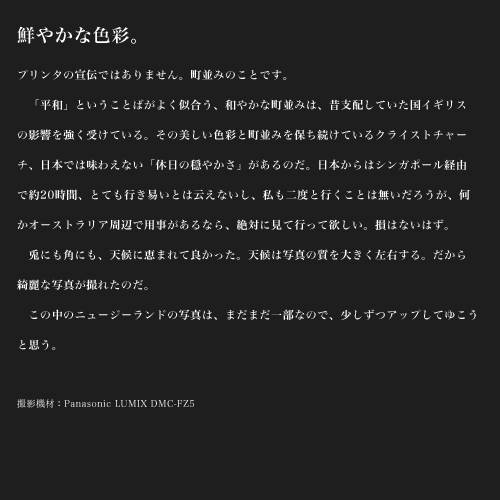 鮮やかな色彩。
プリンタの宣伝ではありません。町並みのことです。
　「平和」ということばがよく似合う、和やかな町並みは、昔支配していた国イギリス
の影響を強く受けている。その美しい色彩と町並みを保ち続けているクライストチャー
チ、日本では味わえない「休日の穏やかさ」があるのだ。日本からはシンガポール経由
で約20時間、とても行き易いとは云えないし、私も二度と行くことは無いだろうが、何
かオーストラリア周辺で用事があるなら、絶対に見て行って欲しい。損はないはず。
　兎にも角にも、天候に恵まれて良かった。天候は写真の質を大きく左右する。だから
綺麗な写真が撮れたのだ。
　この中のニュージーランドの写真は、まだまだ一部なので、少しずつアップしてゆこう
と思う。
撮影機材：Panasonic LUMIX DMC-FZ5